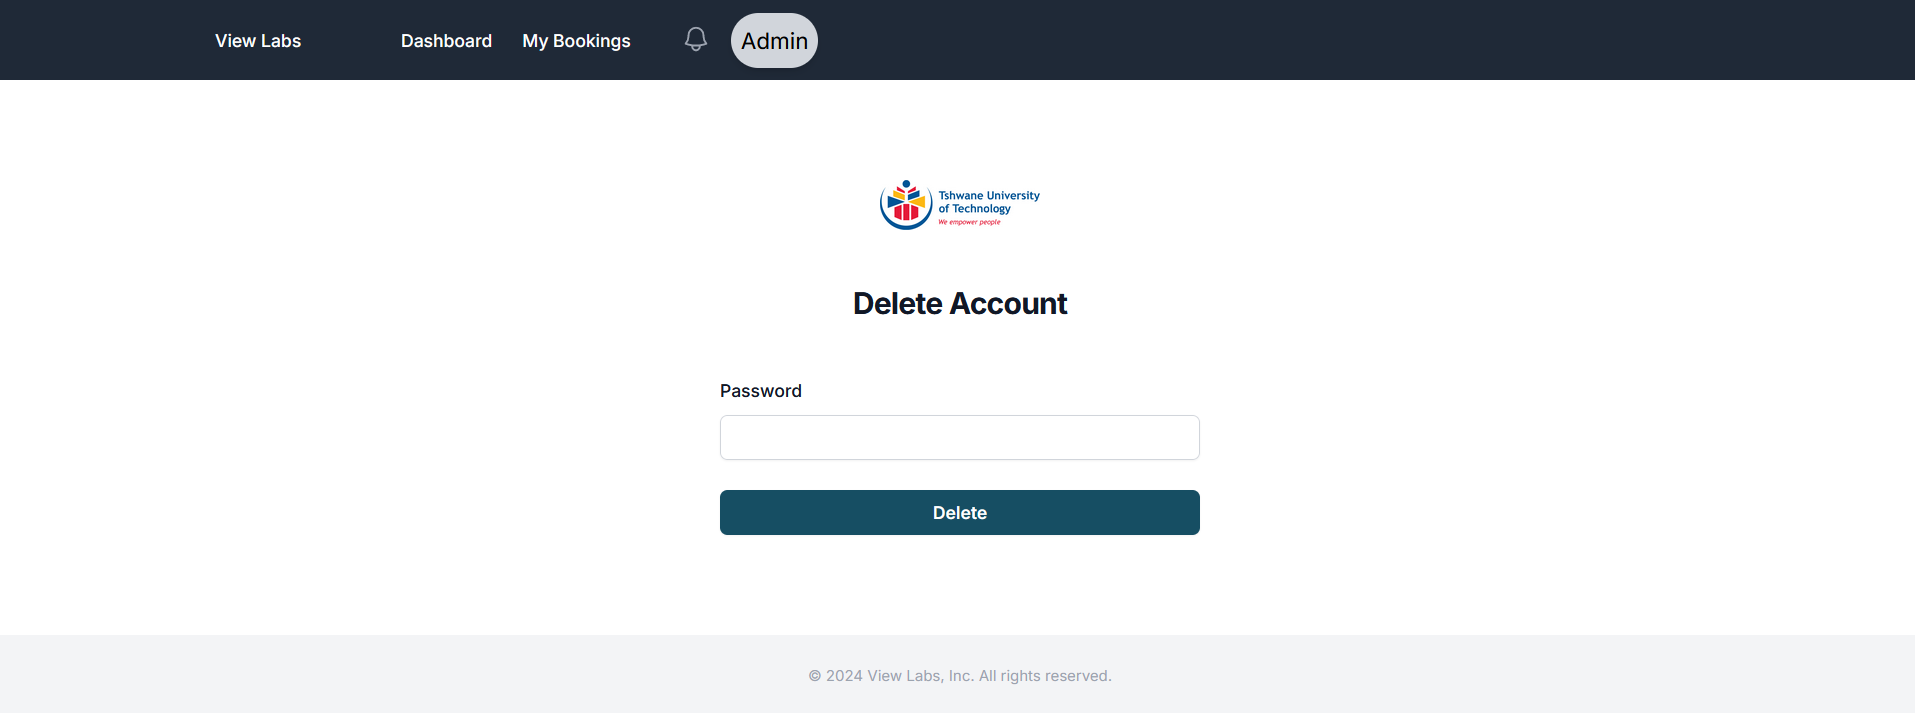 View Labs
Dashboard
My Bookings
Admin
Tshwane University
of Technology
We empower people
Delete Account
Password
Delete
© 2024 View Labs, Inc. All rights reserved.